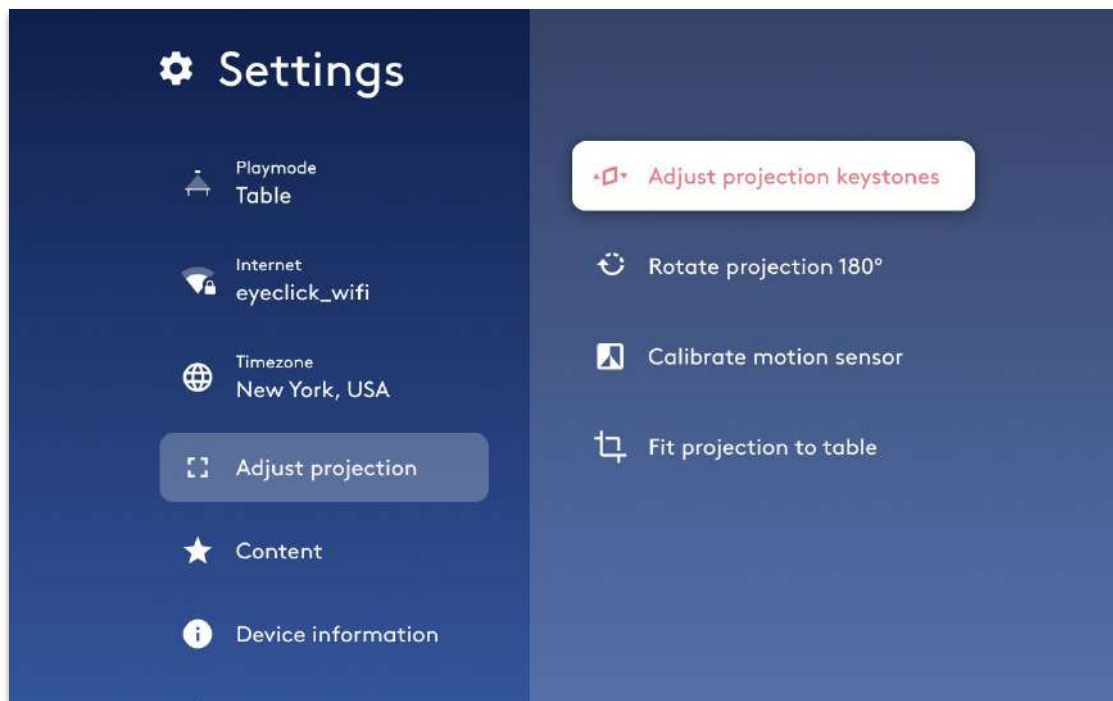 Settings
Playmode
Table
Internet
eyeclick_wifi
Timezone
New York, USA
Adjust projection
Content
Device information
Adjust projection keystones
Rotate projection 180°
Calibrate motion sensor
Fit projection to table